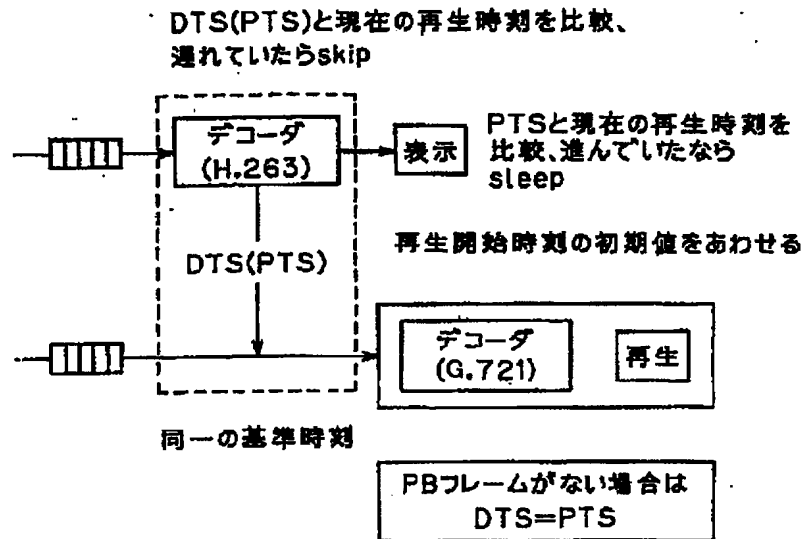 DTS(PTS)と現在の再生時刻を比較、
遅れていたらskip
デコーダ
(H.263)
表示
PTSと現在の再生時刻を
比較、進んでいたなら
sleep
DTS(PTS)
再生開始時刻の初期値をあわせる
デコーダ
(G.721)
再生
同一の基準時刻
PBフレームがない場合は
DTS=PTS